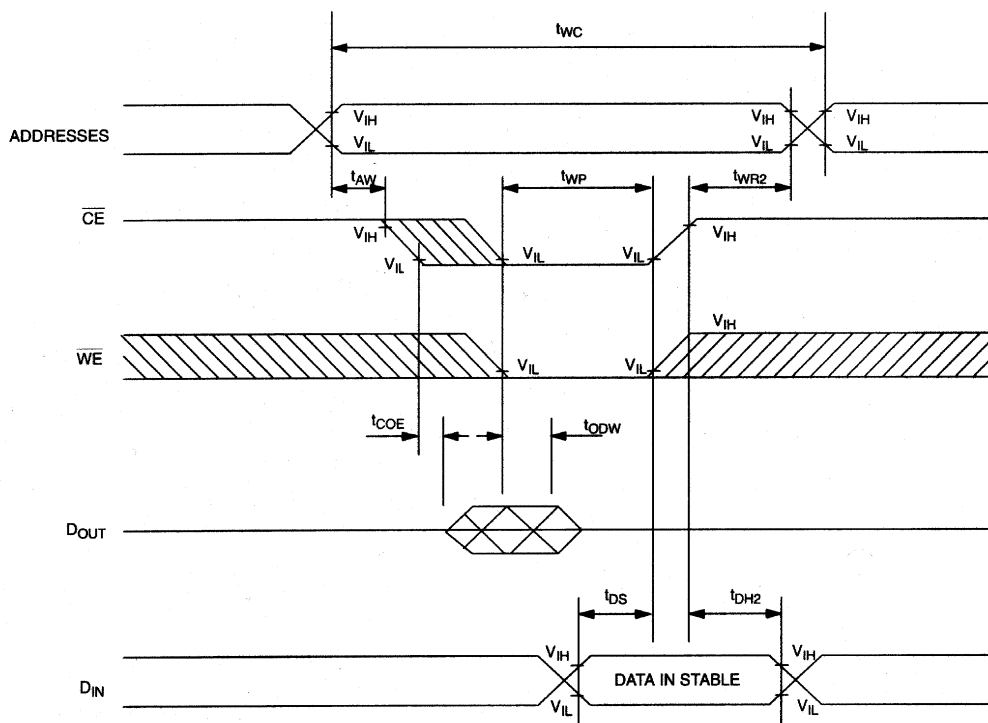 tWC
ADDRESSES
VIH
VIL
VIH
VIL
VIH
VIL
tAW
tWP
tWR2
CE
VIH
VIL
VIL
VIL
VIH
WE
VIL
VIL
VIH
tCOE
tODW
DOUT
tDS
tDH2
DIN
VIH
VIL
DATA IN STABLE
VIH
VIL